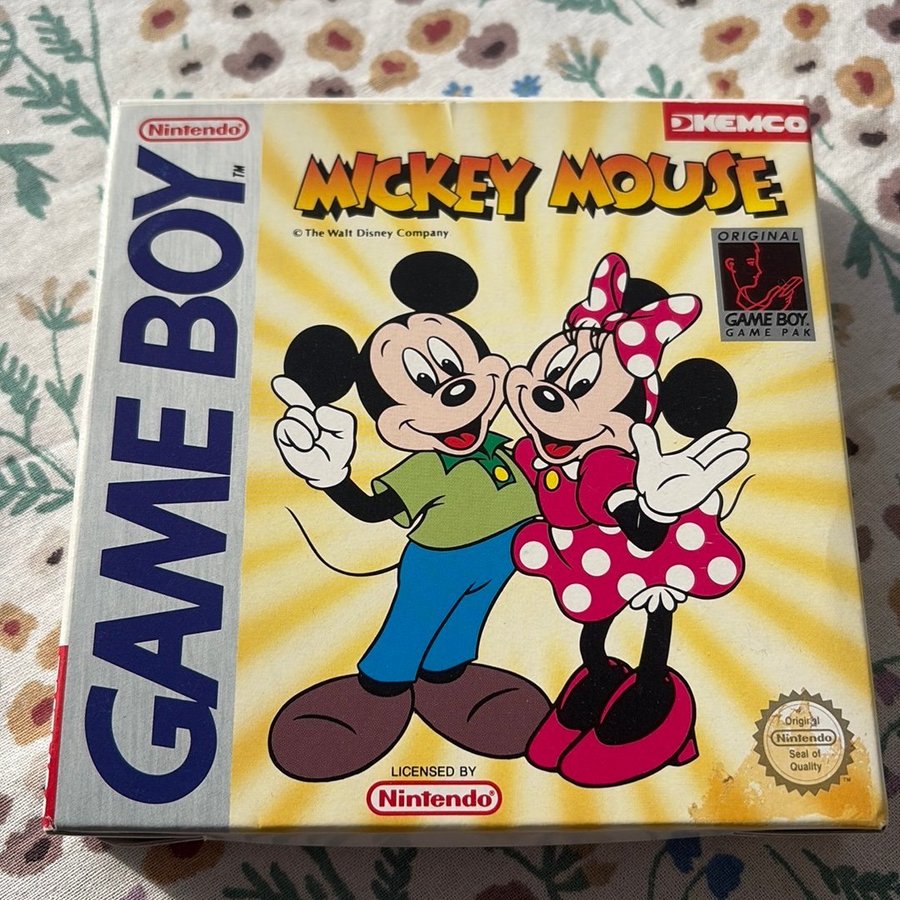 Nintendo
GAME BOY™
KEMCO
MICKEY MOUSE
© The Walt Disney Company
ORIGINAL
GAME BOY
GAME PAK
LICENSED BY
Nintendo
Original
Nintendo
Seal of
Quality
™